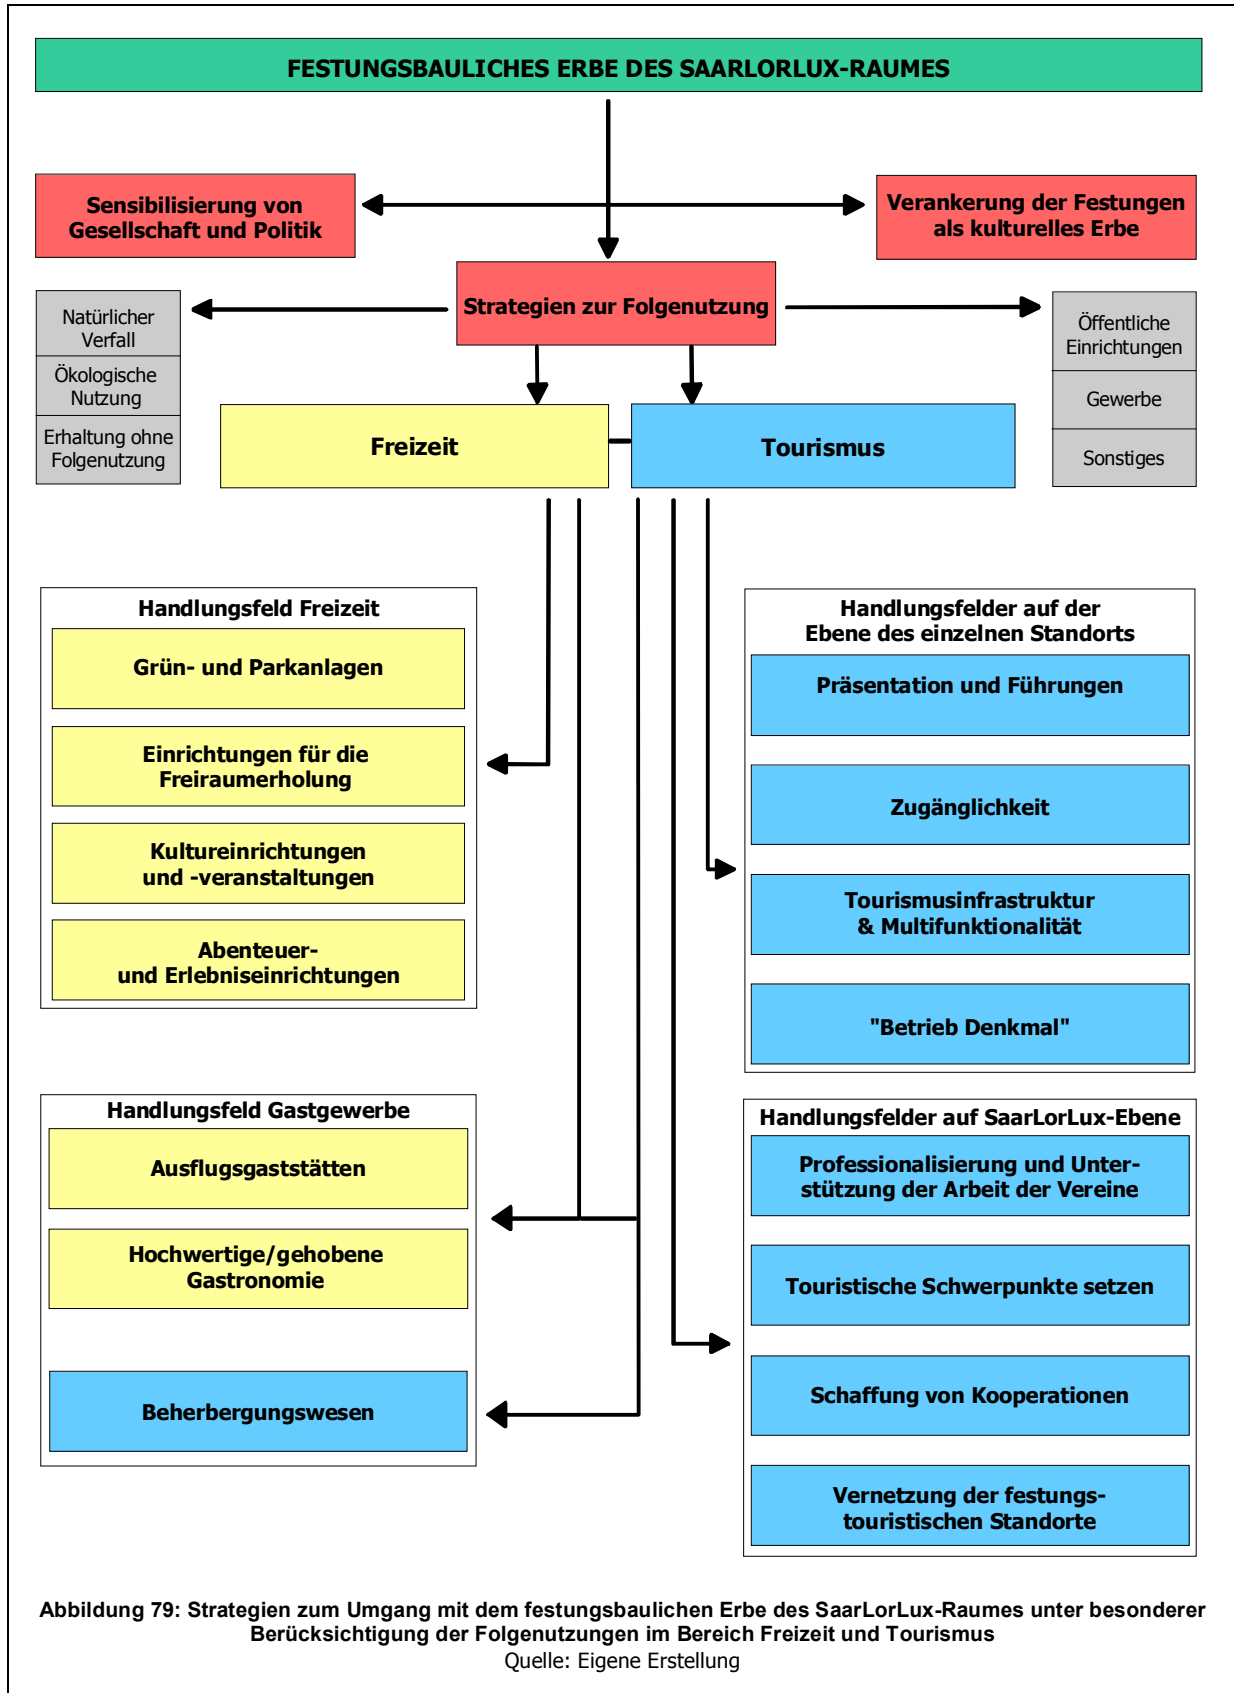 FESTUNGSBAULICHES ERBE DES SAARLORLUX-RAUMES
Sensibilisierung von
Gesellschaft und Politik
Verankerung der Festungen
als kulturelles Erbe
Strategien zur Folgenutzung
Natürlicher
Verfall
Ökologische
Nutzung
Erhaltung ohne
Folgenutzung
Öffentliche
Einrichtungen
Gewerbe
Sonstiges
Freizeit
Tourismus
Handlungsfeld Freizeit
Grün- und Parkanlagen
Einrichtungen für die
Freiraumerholung
Kultureinrichtungen
und -veranstaltungen
Abenteuer-
und Erlebniseinrichtungen
Handlungsfelder auf der
Ebene des einzelnen Standorts
Präsentation und Führungen
Zugänglichkeit
Tourismusinfrastruktur
& Multifunktionalität
"Betrieb Denkmal"
Handlungsfeld Gastgewerbe
Ausflugsgaststätten
Hochwertige/gehobene
Gastronomie
Beherbergungswesen
Handlungsfelder auf SaarLorLux-Ebene
Professionalisierung und Unter-
stützung der Arbeit der Vereine
Touristische Schwerpunkte setzen
Schaffung von Kooperationen
Vernetzung der festungs-
touristischen Standorte
Abbildung 79: Strategien zum Umgang mit dem festungsbaulichen Erbe des SaarLorLux-Raumes unter besonderer
Berücksichtigung der Folgenutzungen im Bereich Freizeit und Tourismus
Quelle: Eigene Erstellung